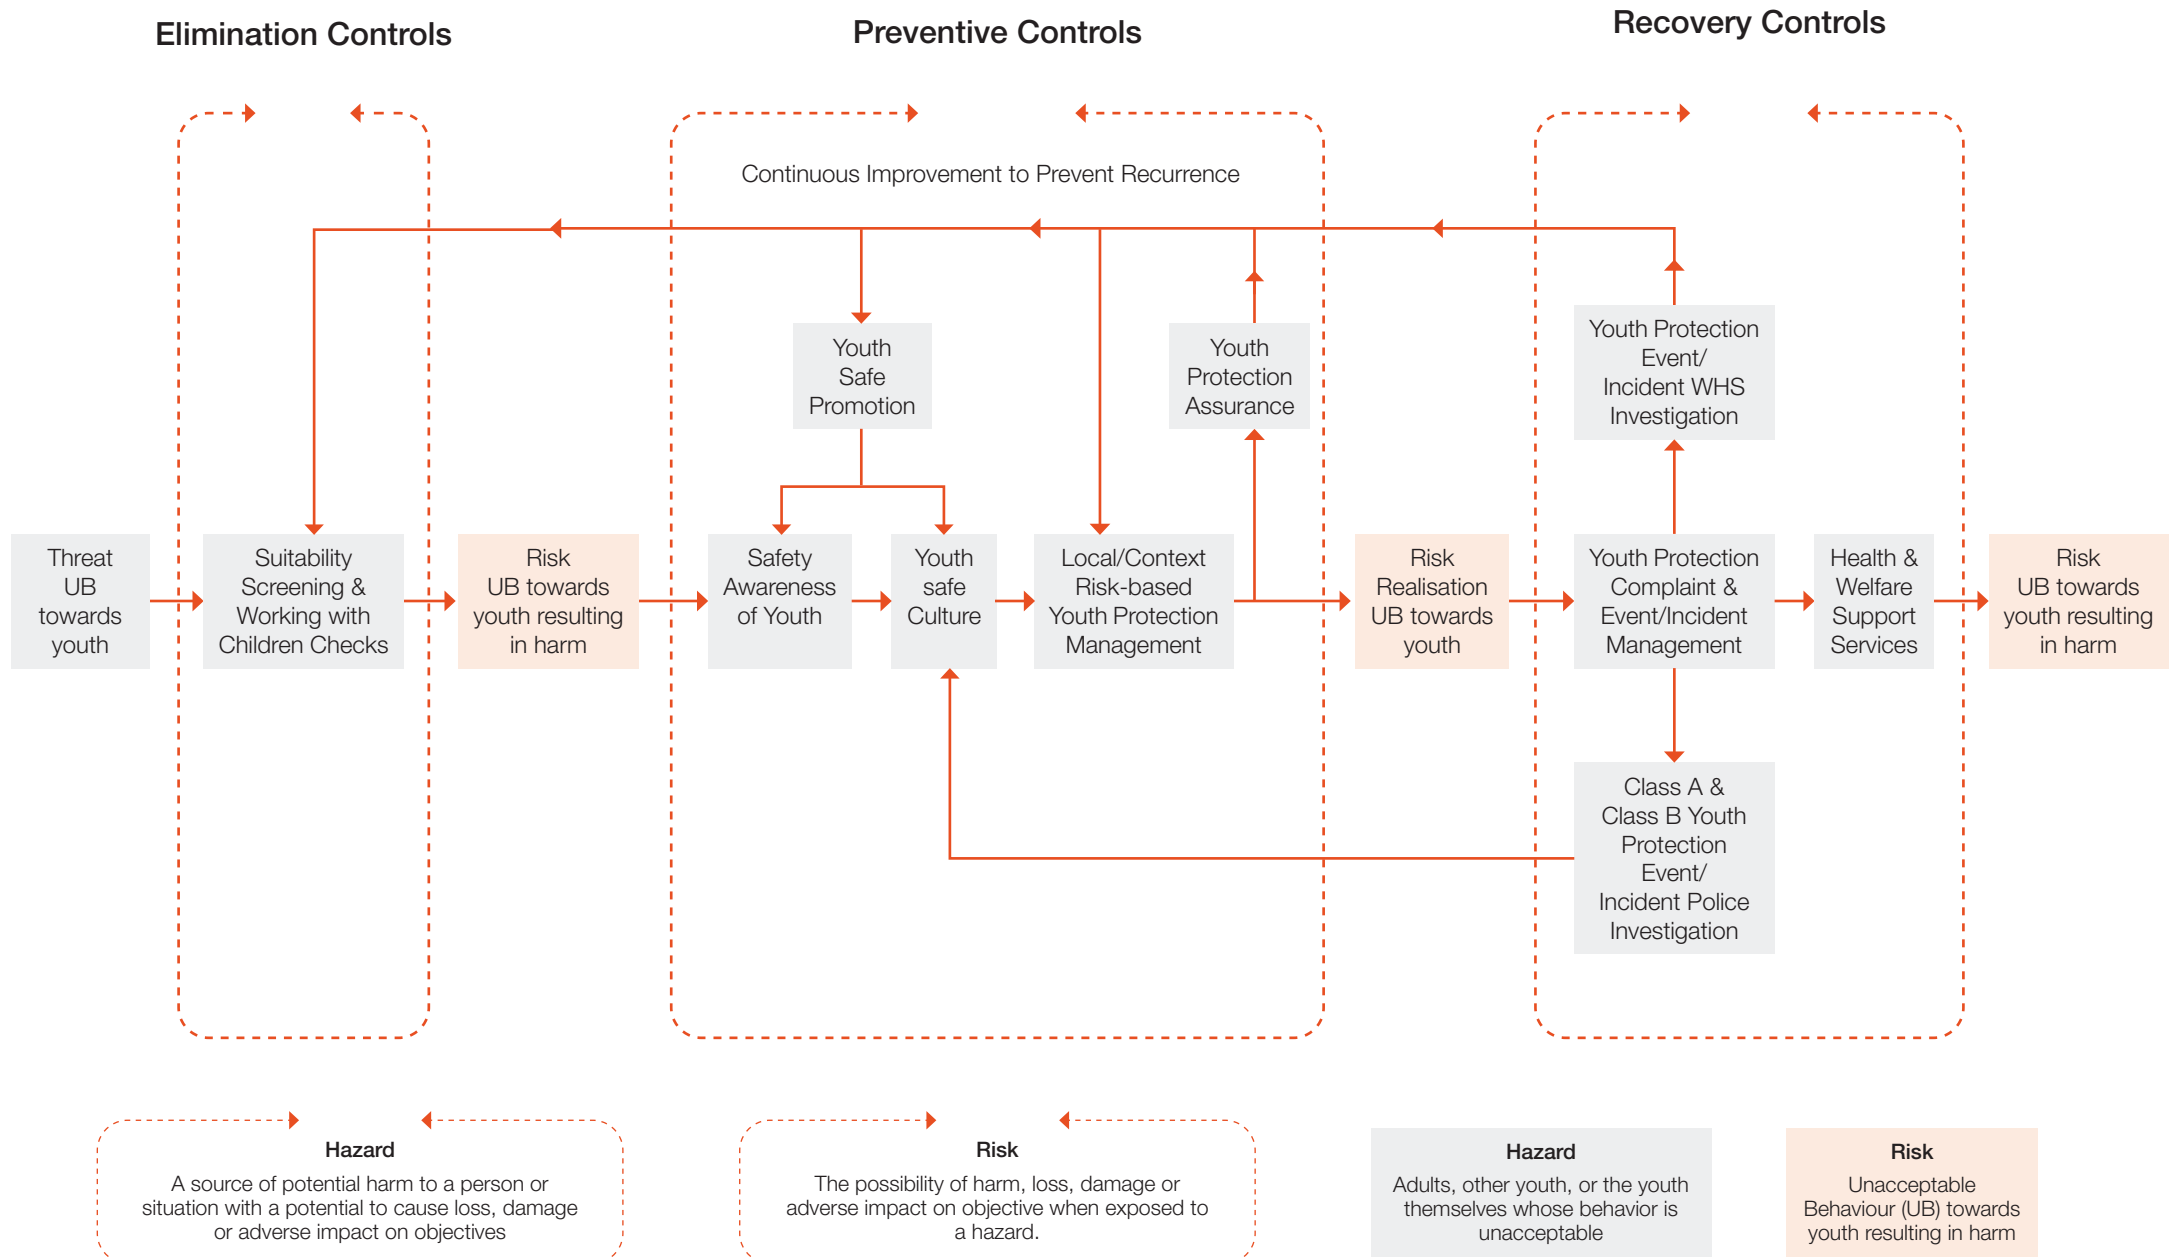 Elimination Controls
Preventive Controls
Recovery Controls
Continuous Improvement to Prevent Recurrence
Youth
Safe
Promotion
Youth
Protection
Assurance
Youth Protection
Event/
Incident WHS
Investigation
Threat
UB
towards
youth
Suitability
Screening &
Working with
Children Checks
Risk
UB towards
youth resulting
in harm
Safety
Awareness
of Youth
Youth
safe
Culture
Local/Context
Risk-based
Youth Protection
Management
Risk
Realisation
UB towards
youth
Youth Protection
Complaint &
Event/Incident
Management
Health &
Welfare
Support
Services
Risk
UB towards
youth resulting
in harm
Class A &
Class B Youth
Protection
Event/
Incident Police
Investigation
Hazard
A source of potential harm to a person or
situation with a potential to cause loss, damage
or adverse impact on objectives
Risk
The possibility of harm, loss, damage or
adverse impact on objective when exposed to
a hazard.
Hazard
Adults, other youth, or the youth
themselves whose behavior is
unacceptable
Risk
Unacceptable
Behaviour (UB) towards
youth resulting in harm